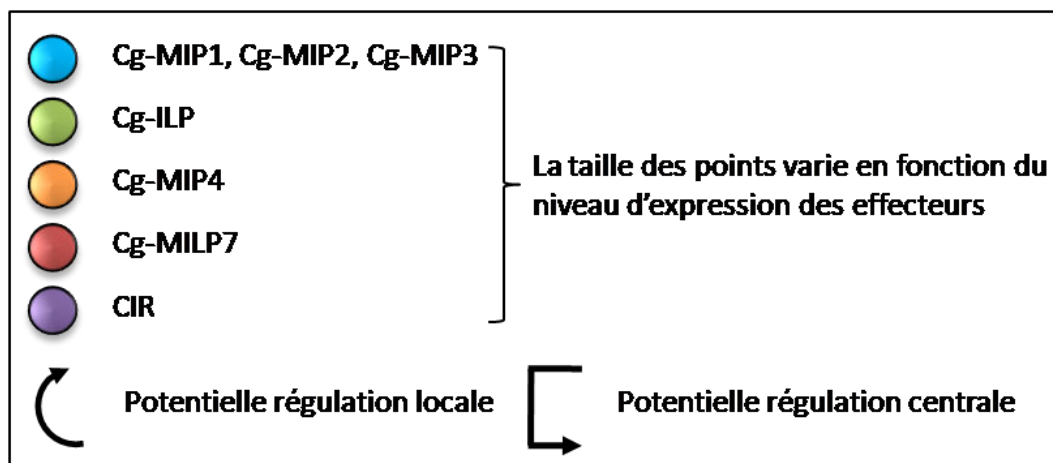 Cg-MIP1, Cg-MIP2, Cg-MIP3
Cg-ILP
Cg-MIP4
Cg-MILP7
CIR
La taille des points varie en fonction du
niveau d'expression des effecteurs
Potentielle régulation locale
Potentielle régulation centrale